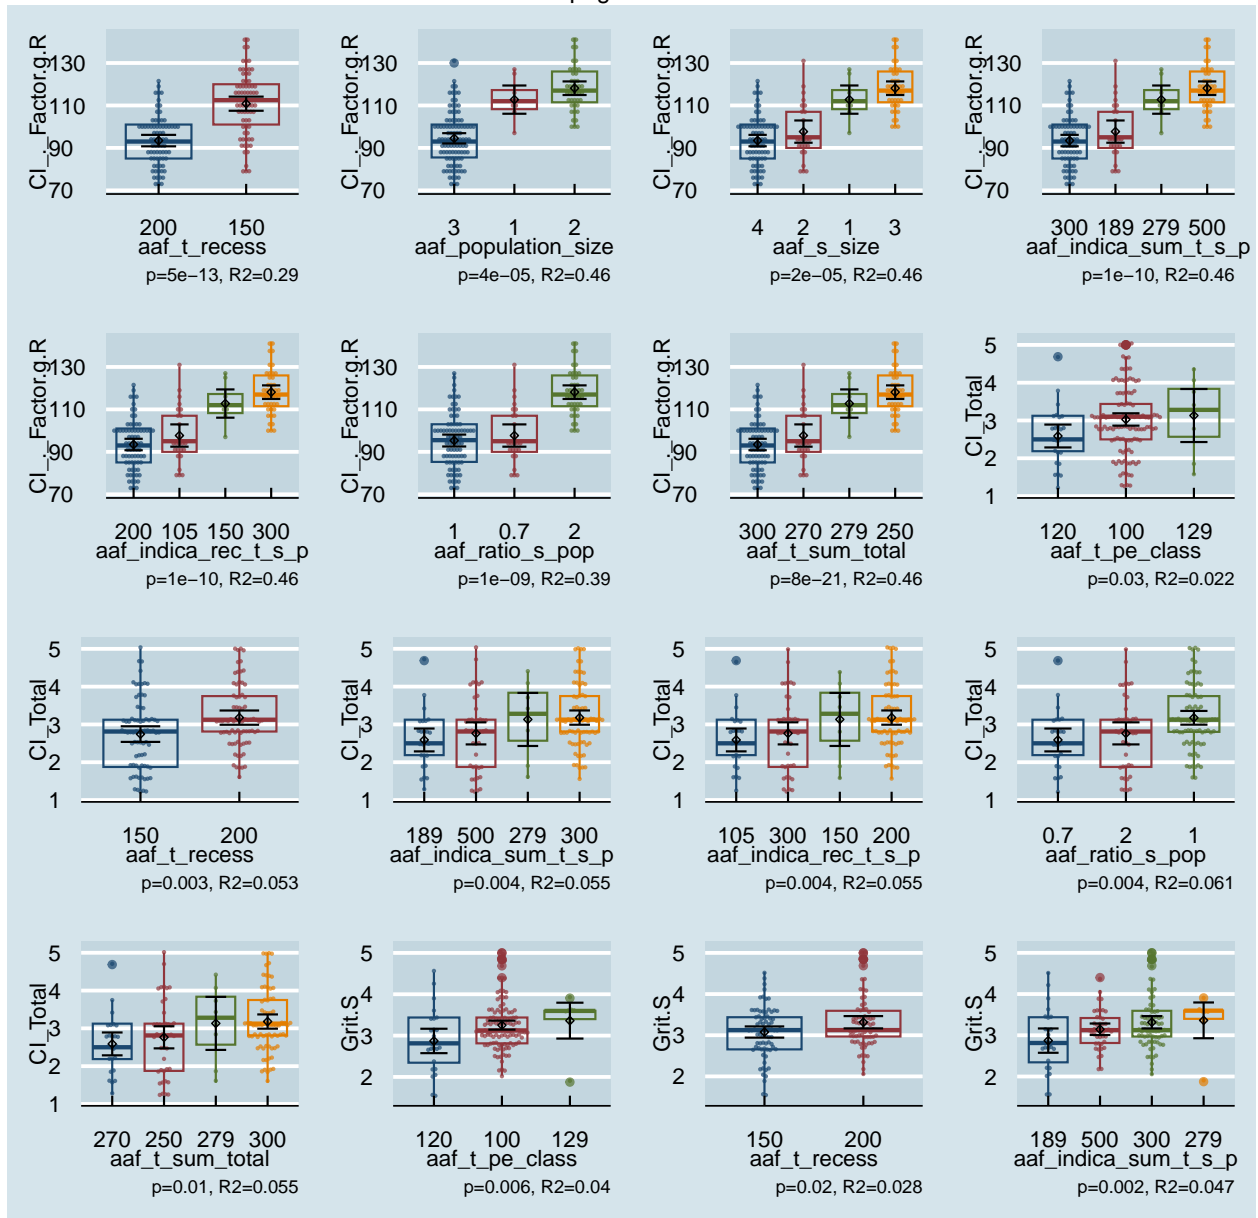 130
110
90
70
CI_.Factor.g.R
200 150
aaf_t_recess
p=5e−13, R2=0.29
130
110
90
70
CI_.Factor.g.R
3 1 2
aaf_population_size
p=4e−05, R2=0.46
130
110
90
70
CI_.Factor.g.R
4 2 1 3
aaf_s_size
p=2e−05, R2=0.46
130
110
90
70
CI_.Factor.g.R
300 189 279 500
aaf_indica_sum_t_s_p
p=1e−10, R2=0.46
130
110
90
70
CI_.Factor.g.R
200 105 150 300
aaf_indica_rec_t_s_p
p=1e−10, R2=0.46
130
110
90
70
CI_.Factor.g.R
1 0.7 2
aaf_ratio_s_pop
p=1e−09, R2=0.39
130
110
90
70
CI_.Factor.g.R
300 270 279 250
aaf_t_sum_total
p=8e−21, R2=0.46
5
4
3
2
1
CI_Total
120 100 129
aaf_t_pe_class
p=0.03, R2=0.022
5
4
3
2
1
CI_Total
150 200
aaf_t_recess
p=0.003, R2=0.053
5
4
3
2
1
CI_Total
189 500 279 300
aaf_indica_sum_t_s_p
p=0.004, R2=0.055
5
4
3
2
1
CI_Total
105 300 150 200
aaf_indica_rec_t_s_p
p=0.004, R2=0.055
5
4
3
2
1
CI_Total
0.7 2 1
aaf_ratio_s_pop
p=0.004, R2=0.061
5
4
3
2
1
CI_Total
270 250 279 300
aaf_t_sum_total
p=0.01, R2=0.055
5
4
3
2
Grit.S
120 100 129
aaf_t_pe_class
p=0.006, R2=0.04
5
4
3
2
Grit.S
150 200
aaf_t_recess
p=0.02, R2=0.028
5
4
3
2
Grit.S
189 500 300 279
aaf_indica_sum_t_s_p
p=0.002, R2=0.047